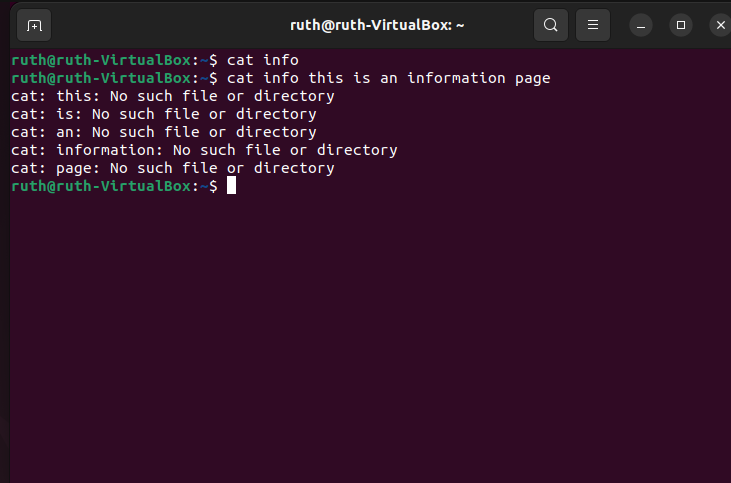 ruth@ruth-VirtualBox: ~
ruth@ruth-VirtualBox:~$ cat info
ruth@ruth-VirtualBox:~$ cat info this is an information page
cat: this: No such file or directory
cat: is: No such file or directory
cat: an: No such file or directory
cat: information: No such file or directory
cat: page: No such file or directory
ruth@ruth-VirtualBox:~$